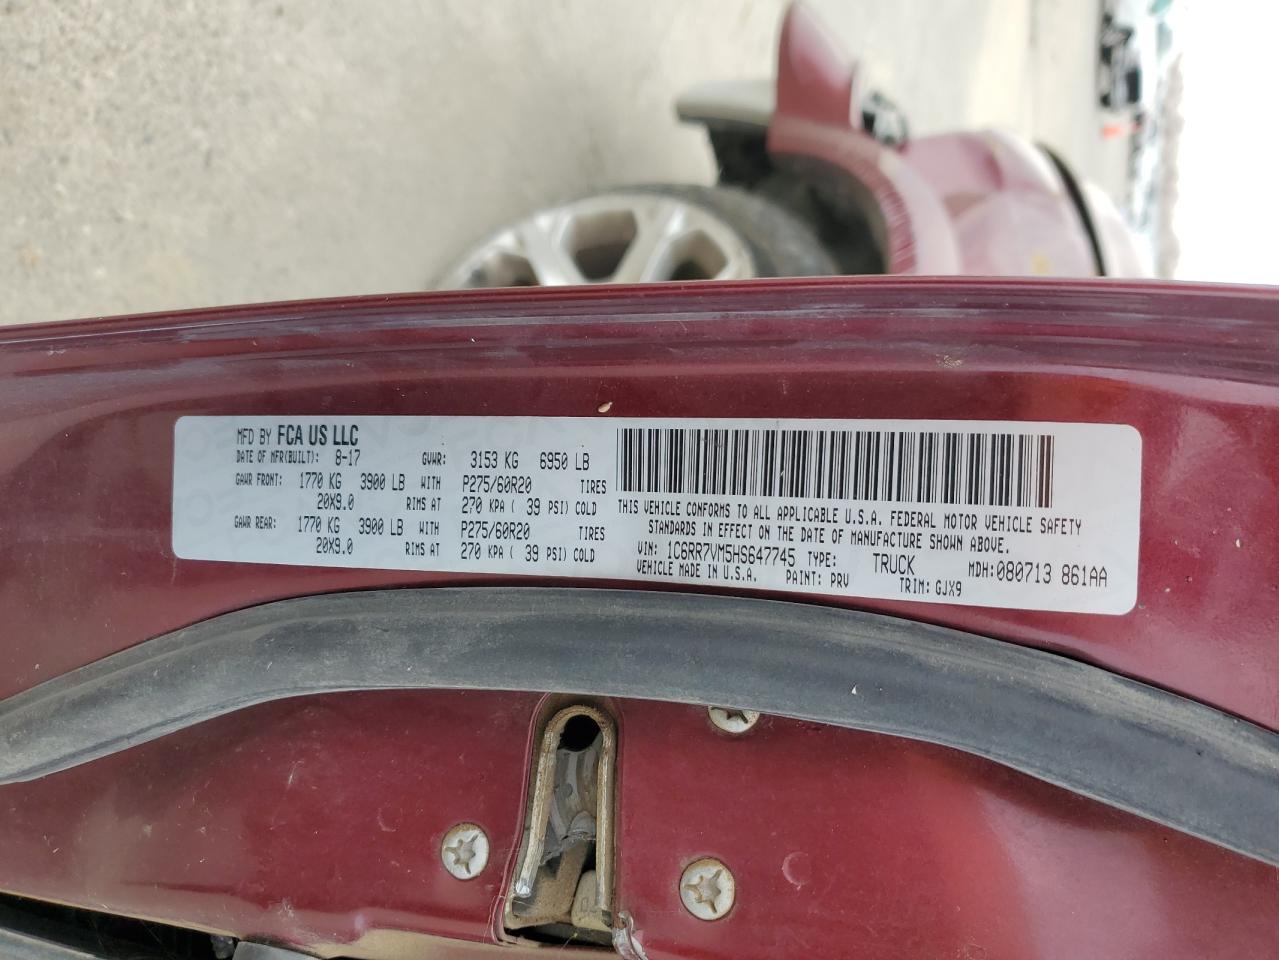 MFD BY FCA US LLC
DATE OF MFR(BUILT): 8-17 GVWR: 3153 KG 6950 LB
GAWR FRONT: 1770 KG 3900 LB WITH P275/60R20 TIRES
20X9.0 RIMS AT 270 KPA ( 39 PSI) COLD
GAWR REAR: 1770 KG 3900 LB WITH P275/60R20 TIRES
20X9.0 RIMS AT 270 KPA ( 39 PSI) COLD
THIS VEHICLE CONFORMS TO ALL APPLICABLE U.S.A. FEDERAL MOTOR VEHICLE SAFETY
STANDARDS IN EFFECT ON THE DATE OF MANUFACTURE SHOWN ABOVE.
VIN: 1C6RR7VM5HS647745 TYPE: TRUCK MDH:080713 861AA
VEHICLE MADE IN U.S.A. PAINT: PRV TRIM: GJX9